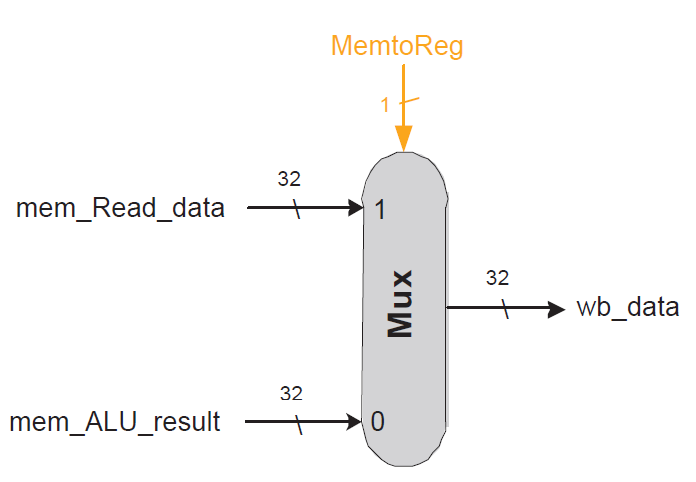 MemtoReg
1
32
mem_Read_data
1
Mux
32
wb_data
32
mem_ALU_result
0